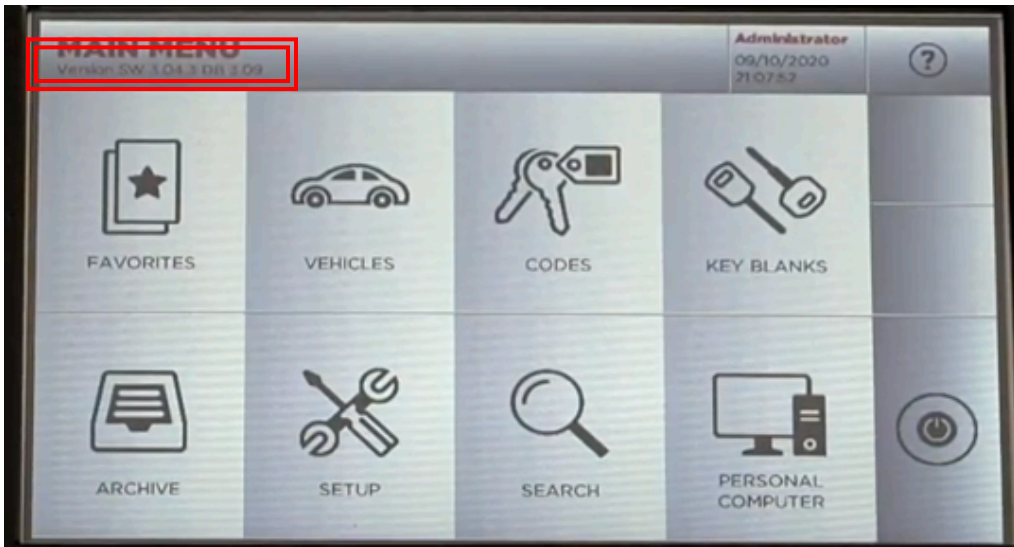 MAIN MENU
Version SW 3.04.3 DB 3.09
Administrator
09/10/2020
21:07:52
?
FAVORITES
VEHICLES
CODES
KEY BLANKS
ARCHIVE
SETUP
SEARCH
PERSONAL
COMPUTER